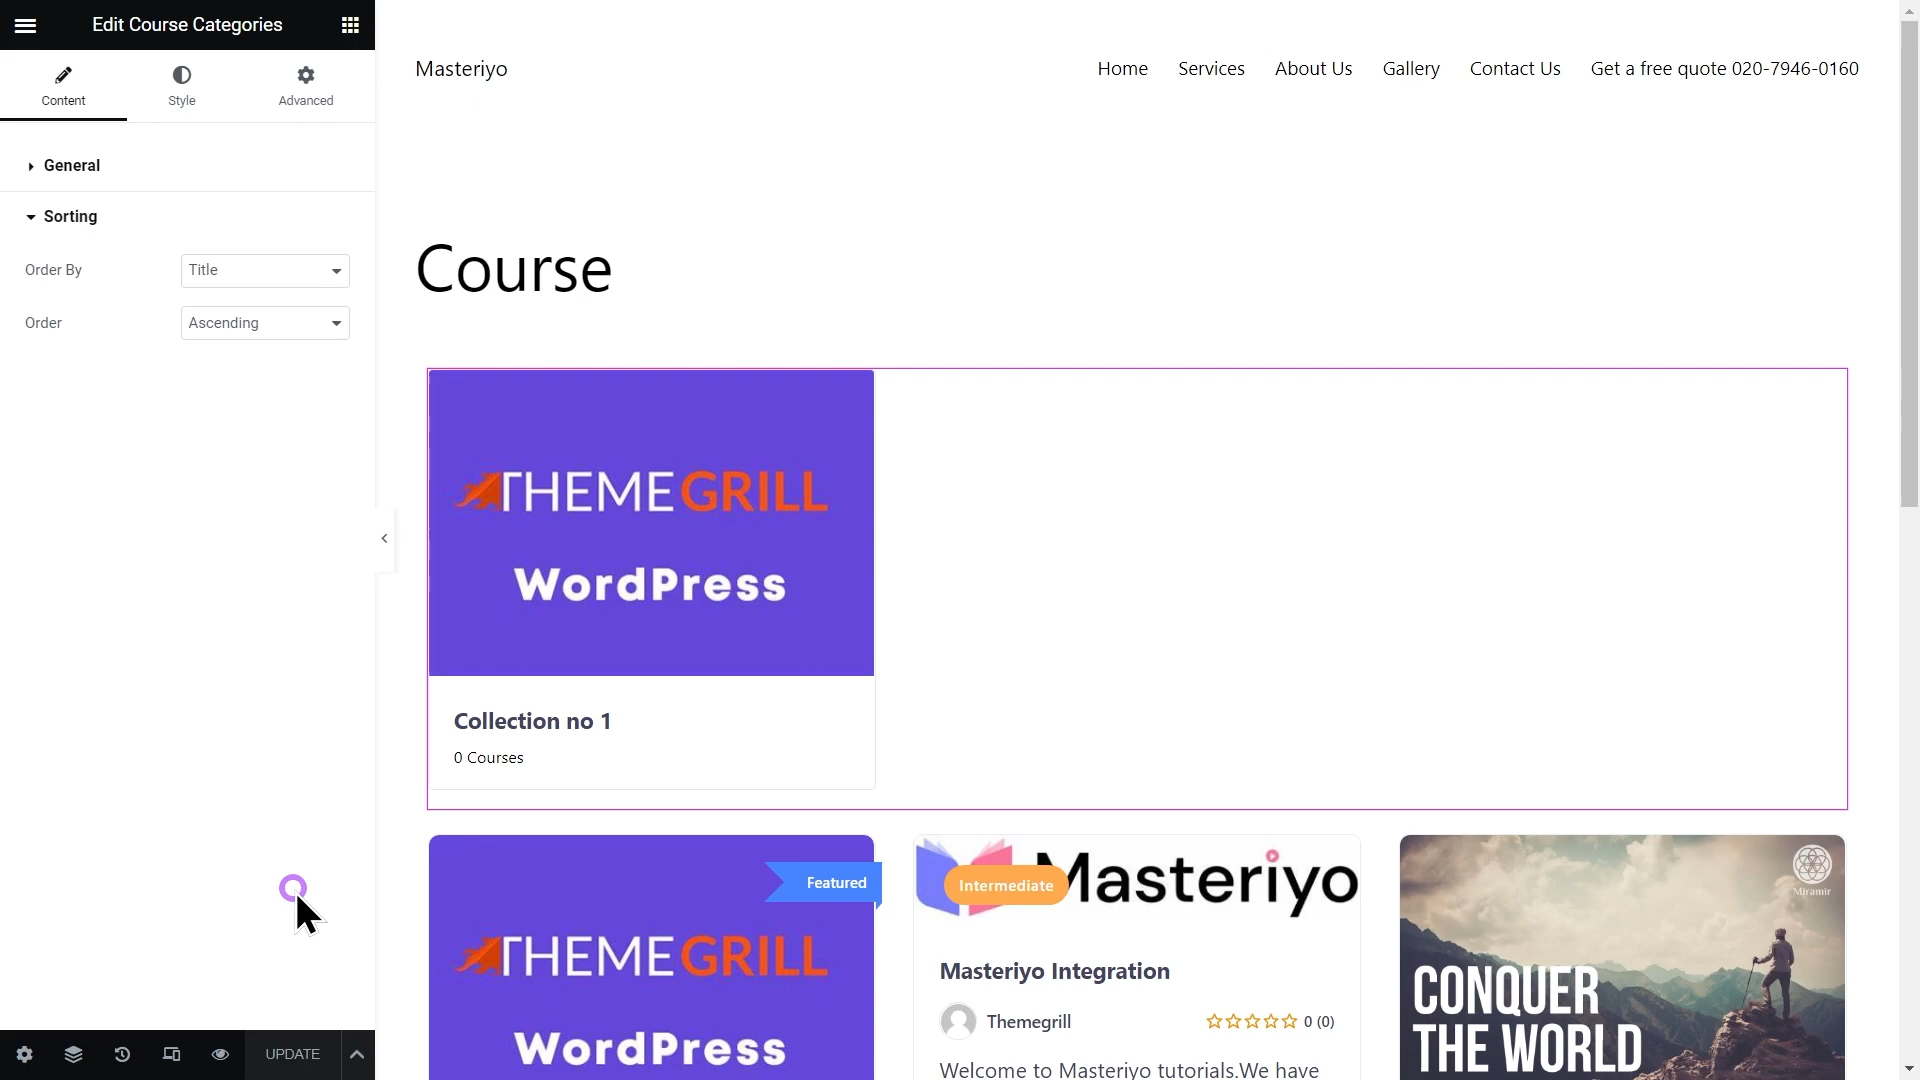 Edit Course Categories
Content
Style
Advanced
General
Sorting
Order By
Title
Order
Ascending
UPDATE
Masteriyo
Home
Services
About Us
Gallery
Contact Us
Get a free quote 020-7946-0160
Course
THEMEGRILL
WordPress
Collection no 1
0 Courses
Featured
THEMEGRILL
WordPress
Intermediate
Masteriyo
Masteriyo Integration
Themegrill
0 (0)
Welcome to Masteriyo tutorials.We have
Miramir
CONQUER
THE WORLD